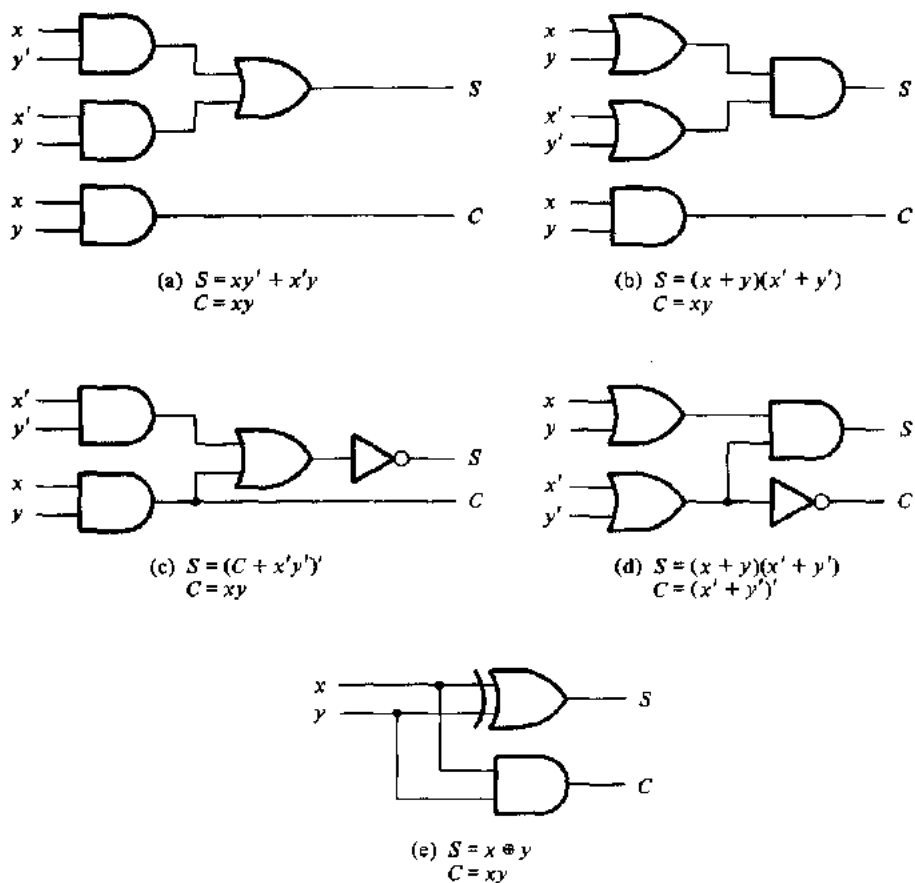 x
y'
x'
y
x
y
S
C
(a) S = xy' + x'y
C = xy
x
y
x'
y'
x
y
S
C
(b) S = (x + y)(x' + y')
C = xy
x'
y'
x
y
S
C
(c) S = (C + x'y')'
C = xy
x
y
x'
y'
S
C
(d) S = (x + y)(x' + y')
C = (x' + y')'
x
y
S
C
(e) S = x ⊕ y
C = xy